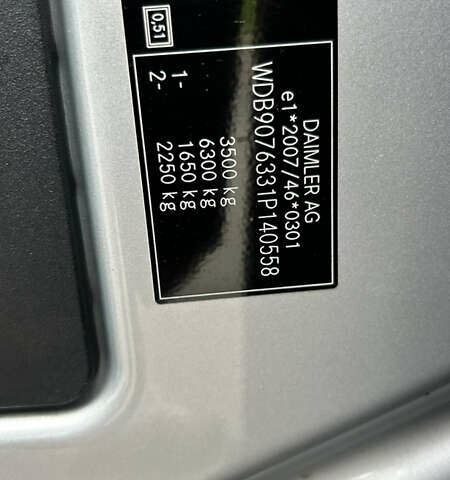 DAIMLER AG
e1*2007/46*0301
WDB9076331P140558
3500 kg
6300 kg
1- 1650 kg
2- 2250 kg
0,51